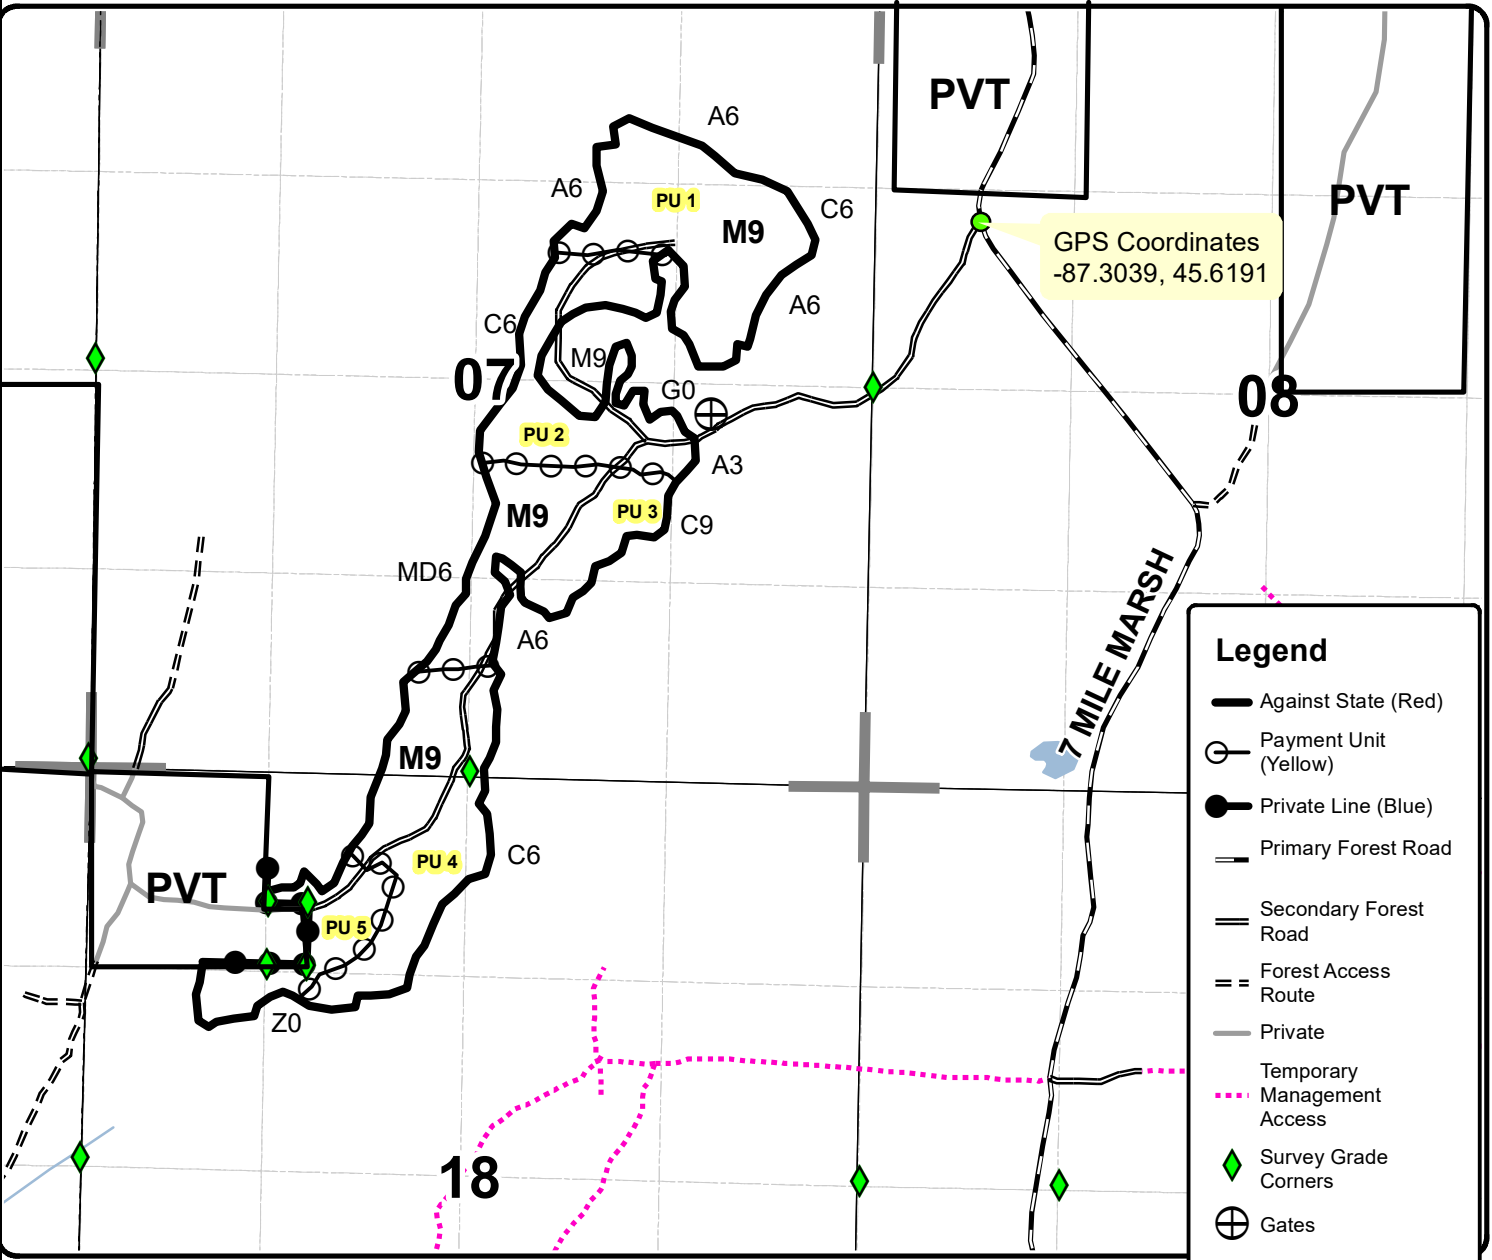 PVT
A6
A6
PU 1
C6
M9
PVT
GPS Coordinates
-87.3039, 45.6191
A6
C6
M9
07
G0
08
PU 2
A3
M9
PU 3
C9
MD6
A6
7 MILE MARSH
M9
PU 4
C6
PVT
PU 5
Z0
18
Legend
Against State (Red)
Payment Unit
(Yellow)
Private Line (Blue)
Primary Forest Road
Secondary Forest
Road
Forest Access
Route
Private
Temporary
Management
Access
Survey Grade
Corners
Gates